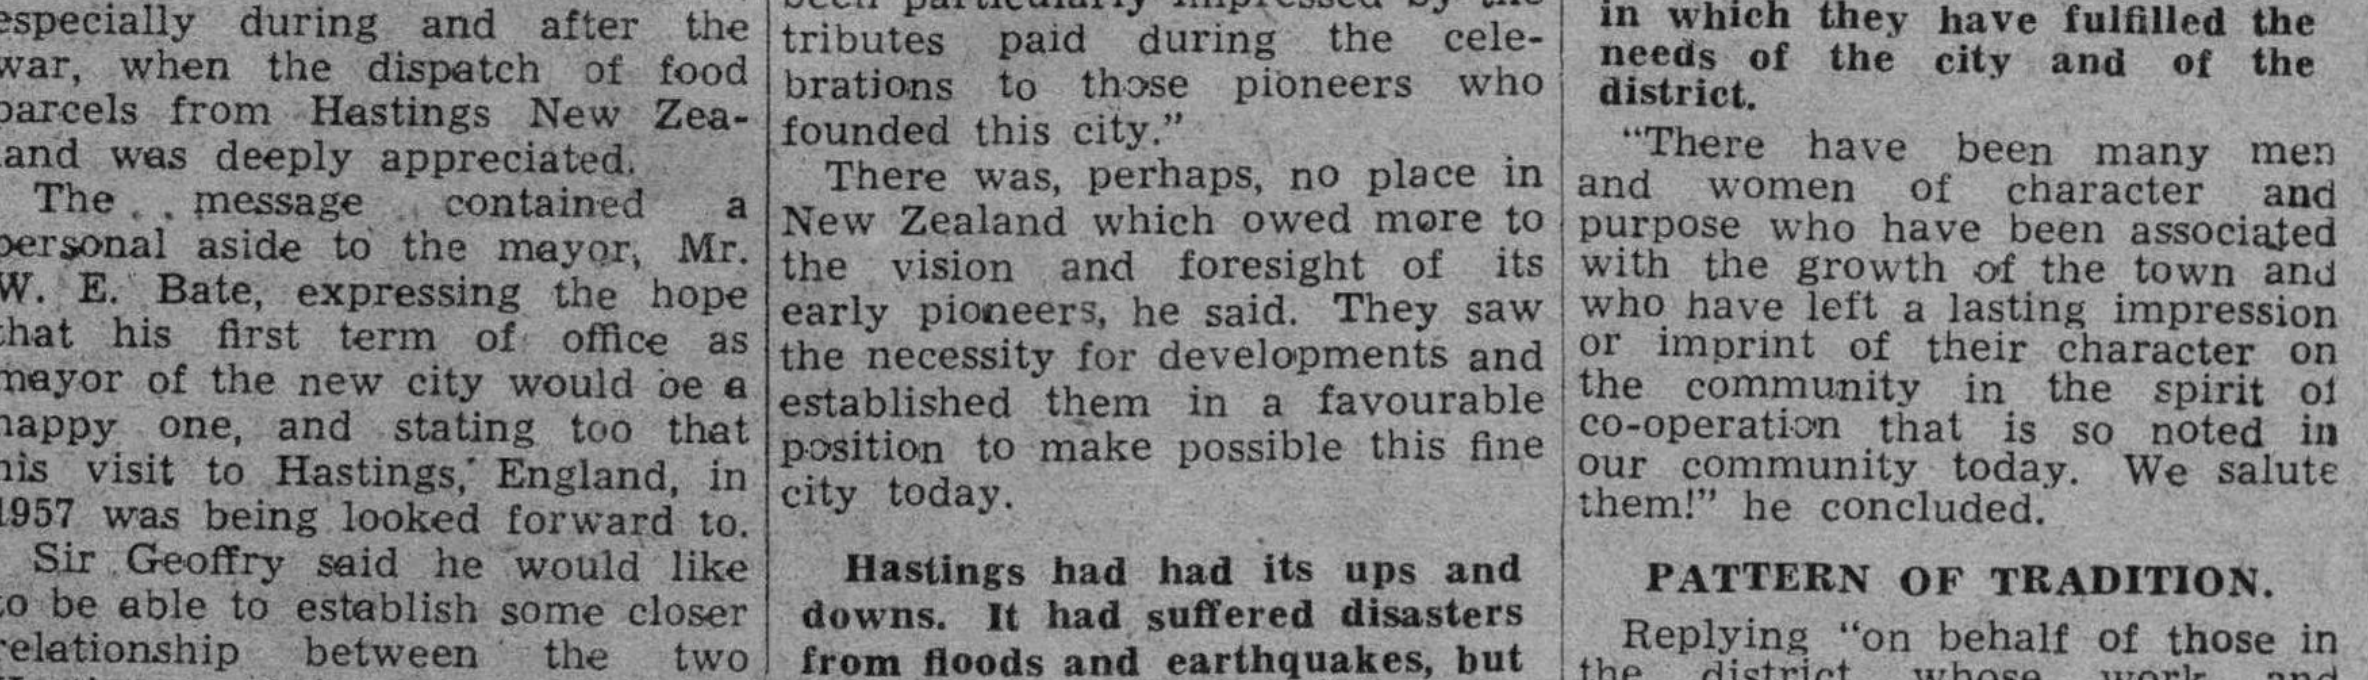 especially during and after the
war, when the dispatch of food
parcels from Hastings New Zea-
land was deeply appreciated.
The message contained a
personal aside to the mayor, Mr.
W. E. Bate, expressing the hope
that his first term of office as
mayor of the new city would be a
happy one, and stating too that
his visit to Hastings, England, in
1957 was being looked forward to.
Sir Geoffry said he would like
to be able to establish some closer
relationship between the two
been particularly impressed by the
tributes paid during the cele-
brations to those pioneers who
founded this city.”
There was, perhaps, no place in
New Zealand which owed more to
the vision and foresight of its
early pioneers, he said. They saw
the necessity for developments and
established them in a favourable
position to make possible this fine
city today.
Hastings had had its ups and
downs. It had suffered disasters
from floods and earthquakes, but
in which they have fulfilled the
needs of the city and of the
district.
“There have been many men
and women of character and
purpose who have been associated
with the growth of the town and
who have left a lasting impression
or imprint of their character on
the community in the spirit of
co-operation that is so noted in
our community today. We salute
them!” he concluded.
PATTERN OF TRADITION.
Replying “on behalf of those in
the district whose work and